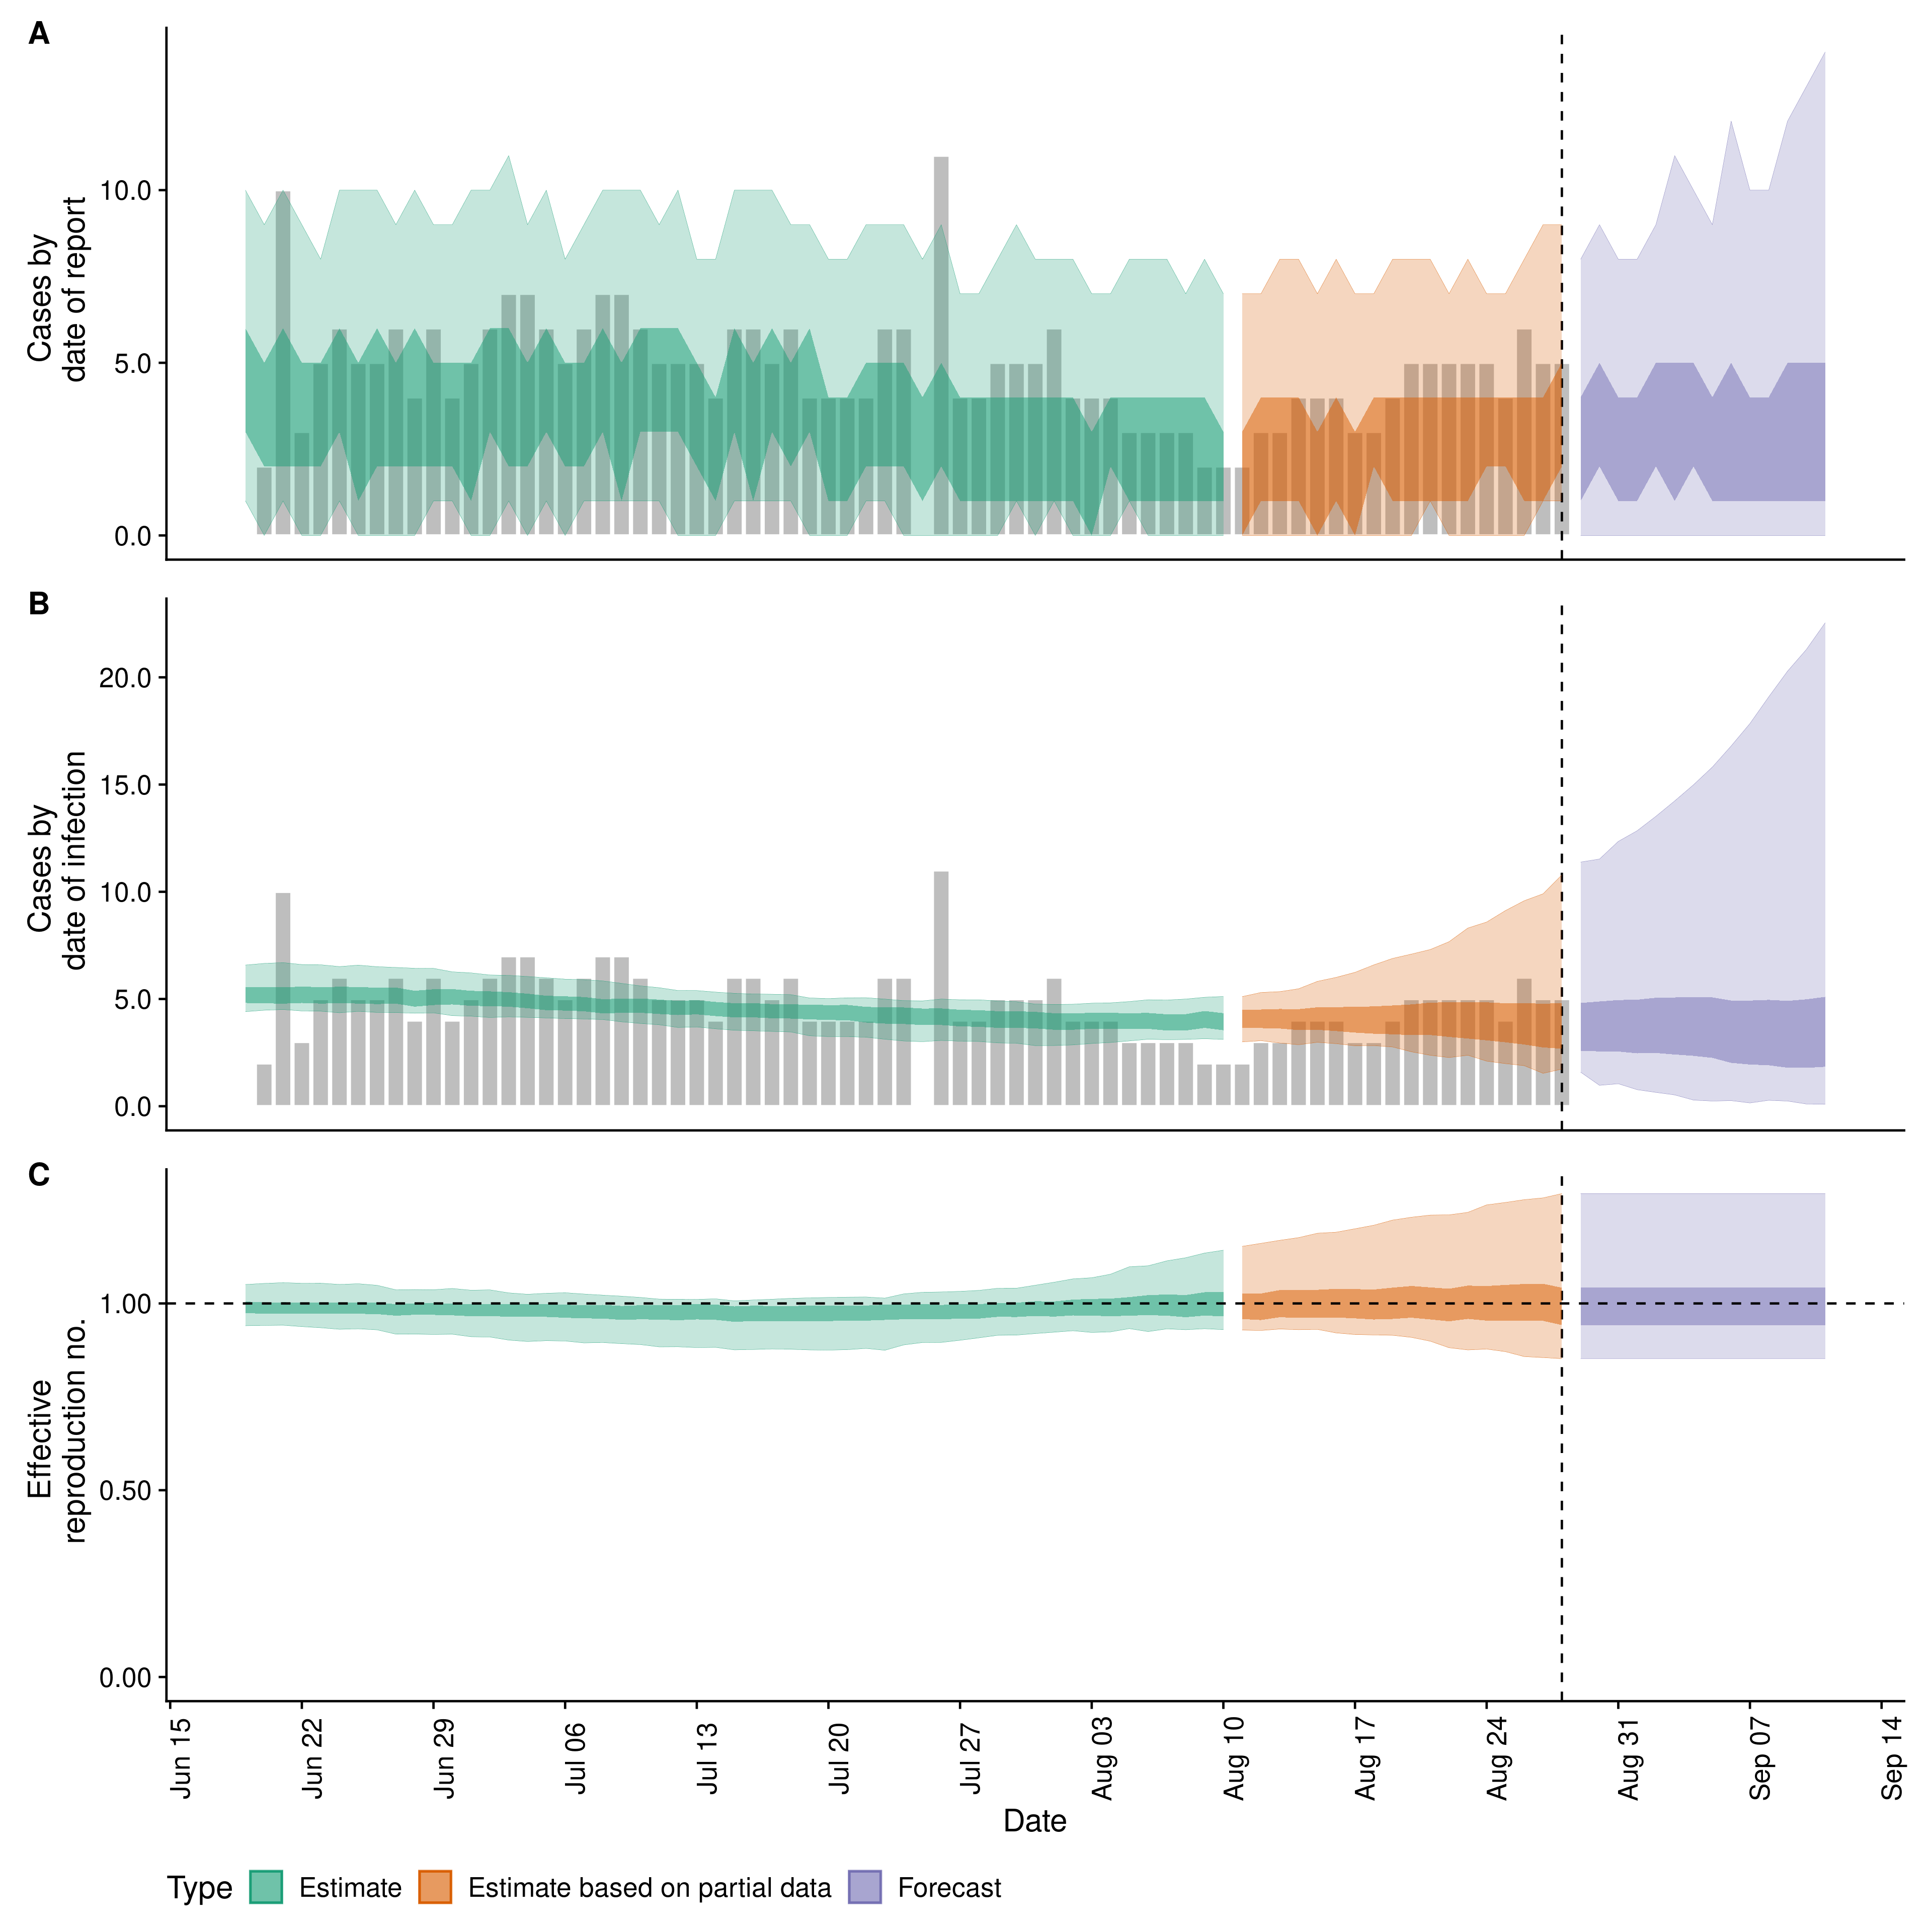 A
Cases by
date of report
10.0
5.0
0.0
B
Cases by
date of infection
20.0
15.0
10.0
5.0
0.0
C
Effective
reproduction no.
1.00
0.50
0.00
Jun 15
Jun 22
Jun 29
Jul 06
Jul 13
Jul 20
Jul 27
Aug 03
Aug 10
Aug 17
Aug 24
Aug 31
Sep 07
Sep 14
Date
Type Estimate Estimate based on partial data Forecast